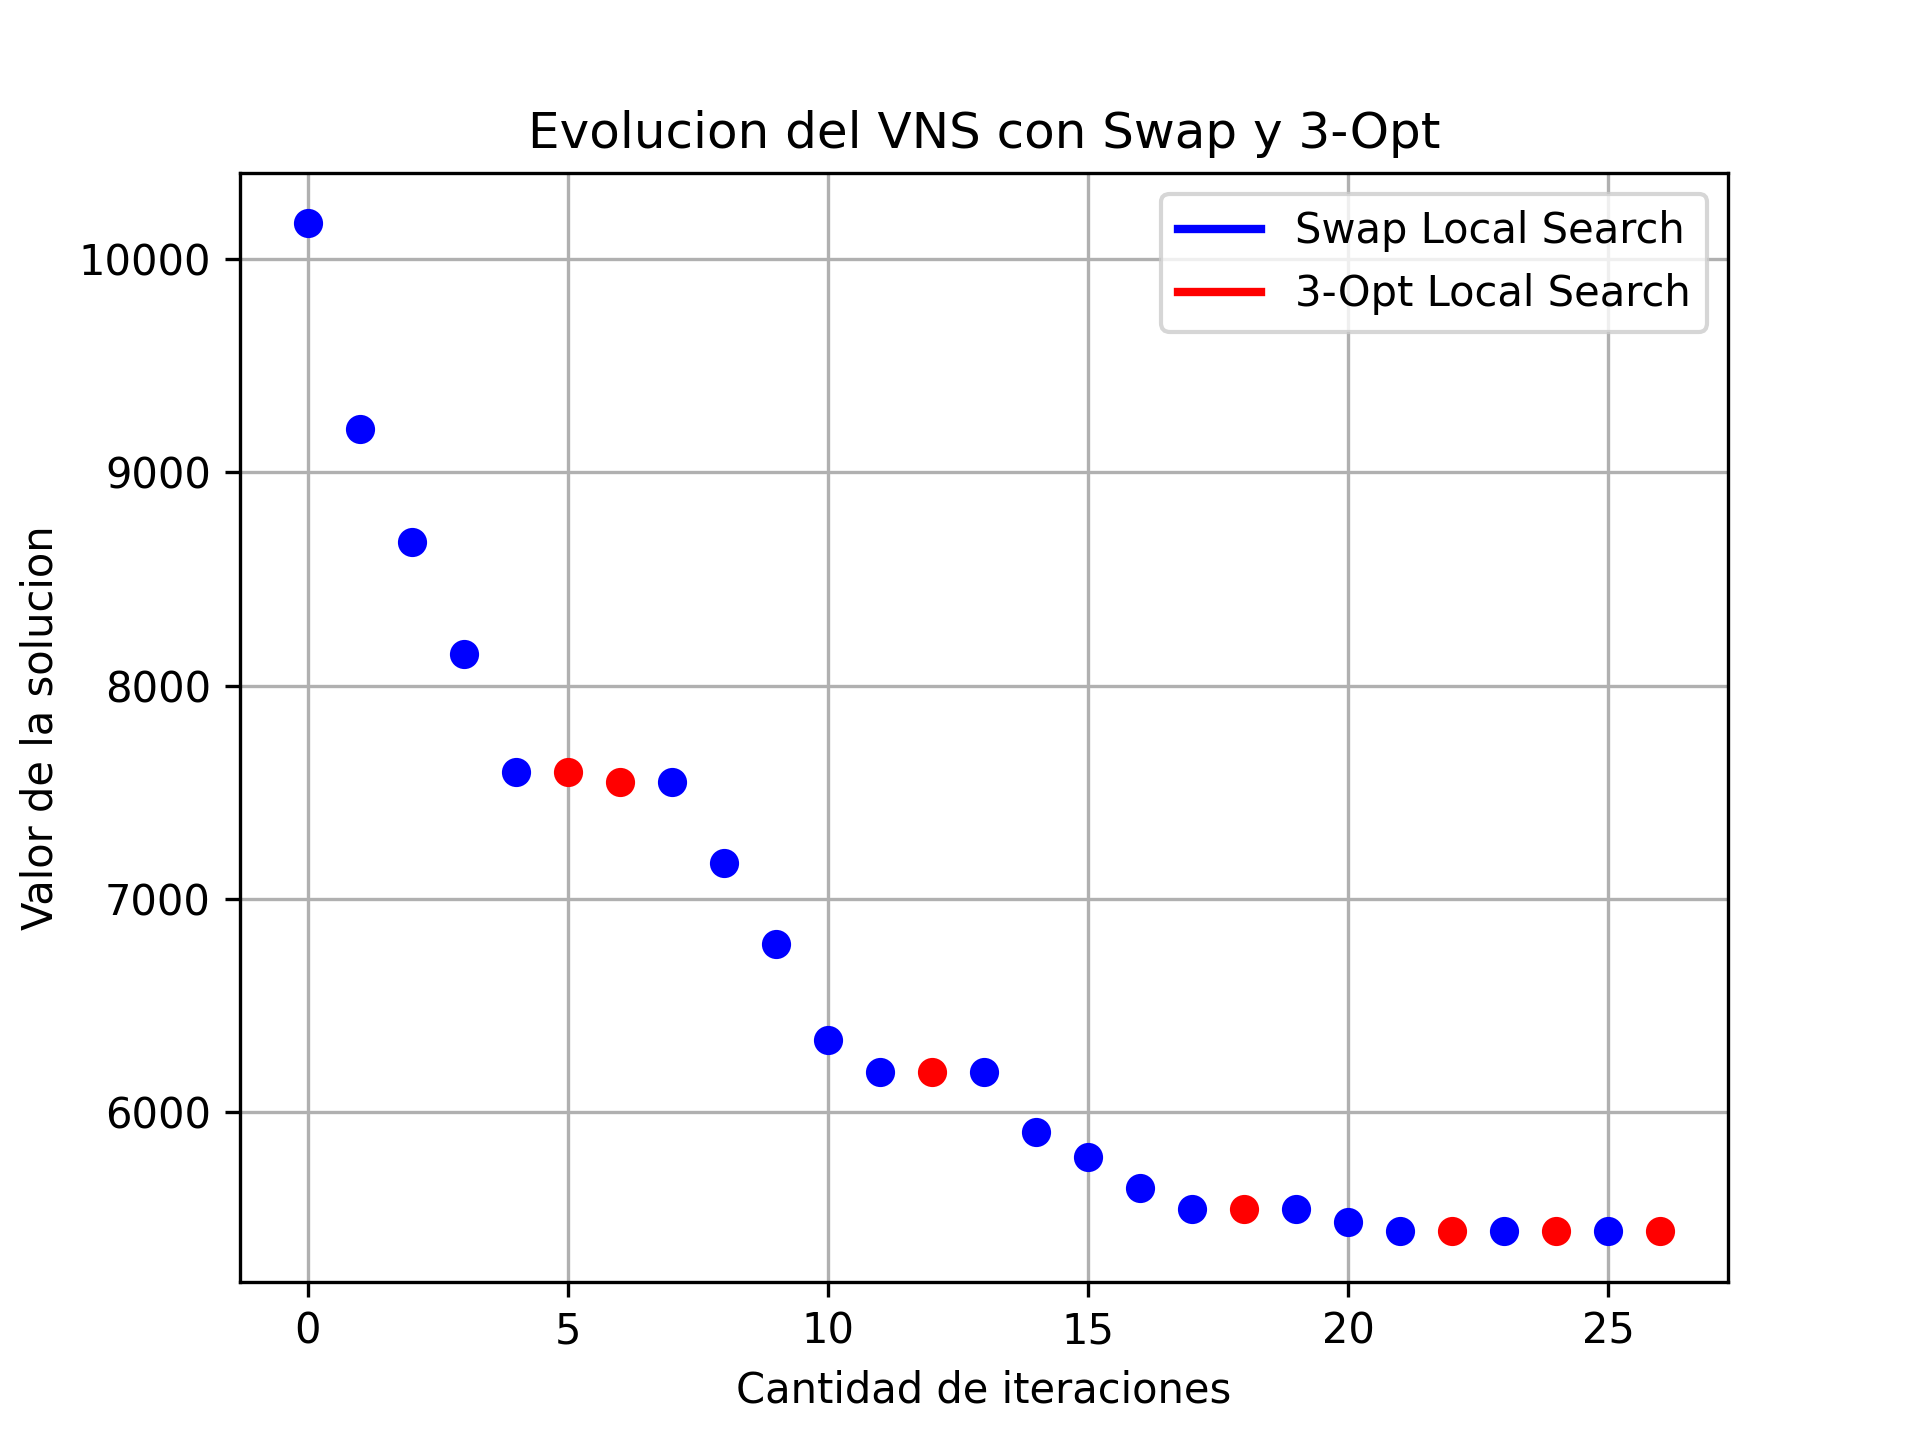 Evolucion del VNS con Swap y 3-Opt
Swap Local Search
3-Opt Local Search
Valor de la solucion
10000
9000
8000
7000
6000
0 5 10 15 20 25
Cantidad de iteraciones